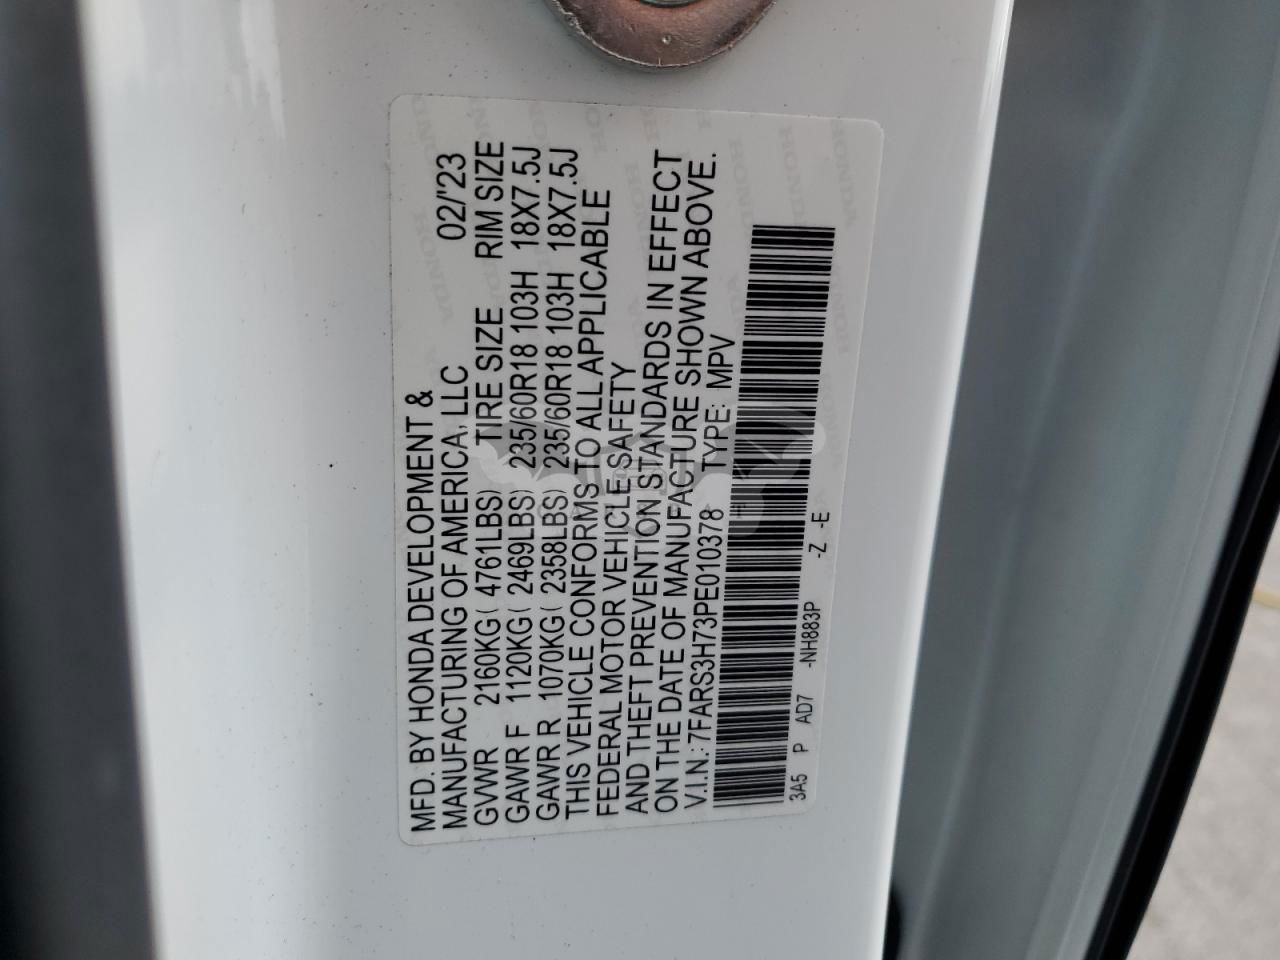 MFD. BY HONDA DEVELOPMENT &
MANUFACTURING OF AMERICA, LLC 02/'23
GVWR 2160KG( 4761LBS) TIRE SIZE RIM SIZE
GAWR F 1120KG( 2469LBS) 235/60R18 103H 18X7.5J
GAWR R 1070KG( 2358LBS) 235/60R18 103H 18X7.5J
THIS VEHICLE CONFORMS TO ALL APPLICABLE
FEDERAL MOTOR VEHICLE SAFETY
AND THEFT PREVENTION STANDARDS IN EFFECT
ON THE DATE OF MANUFACTURE SHOWN ABOVE.
V.I.N.: 7FARS3H73PE010378 TYPE: MPV
3A5 P AD7 -NH883P -Z -E